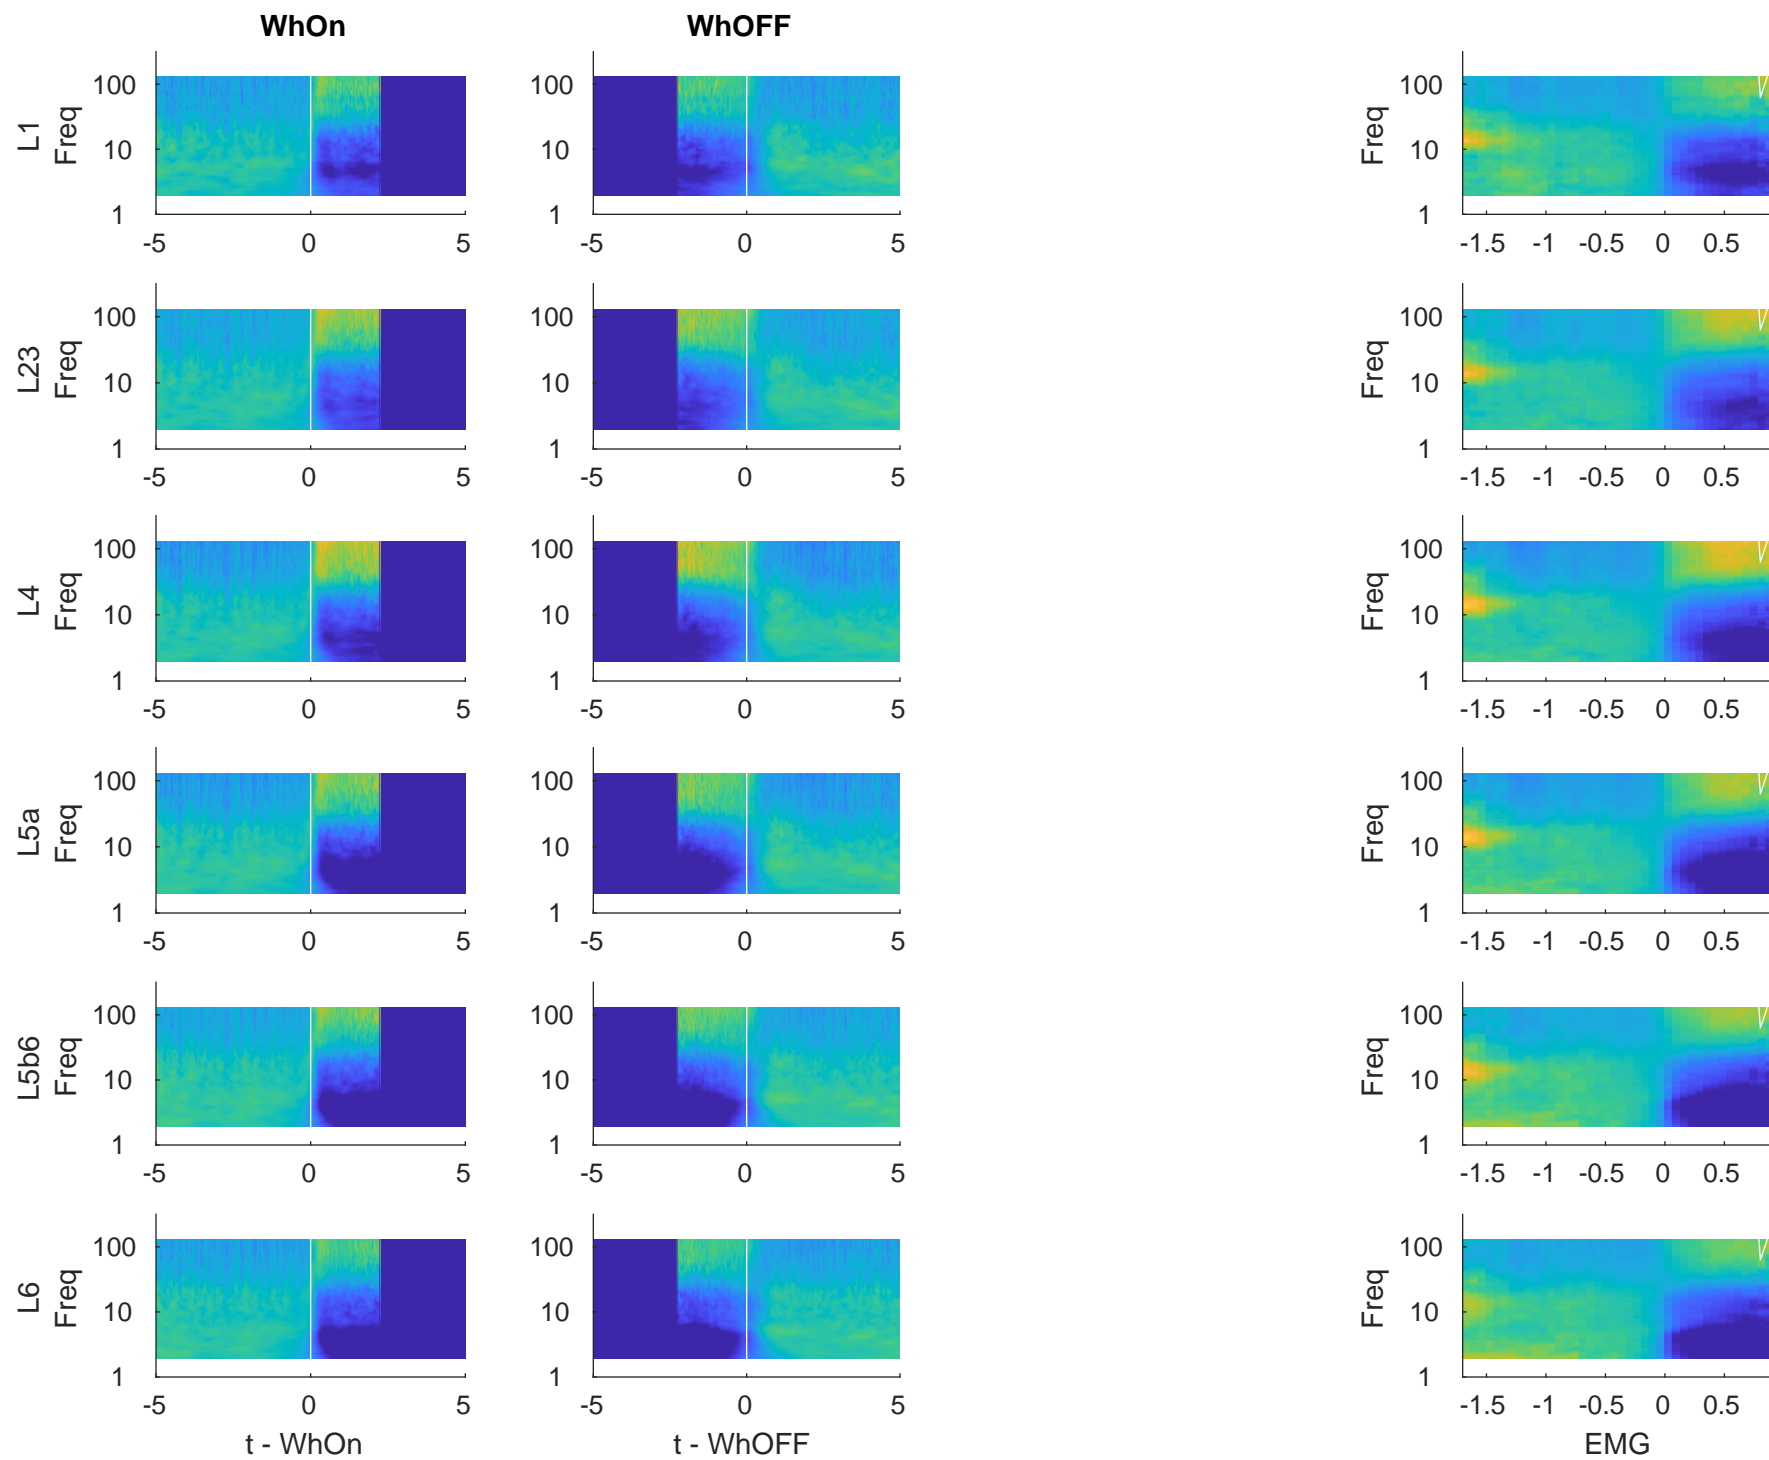 WhOn WhOFF
L1 Freq 100 10 1 100 10 1 Freq 100 10 1
-5 0 5 -5 0 5 -1.5 -1 -0.5 0 0.5
L23 Freq 100 10 1 100 10 1 Freq 100 10 1
-5 0 5 -5 0 5 -1.5 -1 -0.5 0 0.5
L4 Freq 100 10 1 100 10 1 Freq 100 10 1
-5 0 5 -5 0 5 -1.5 -1 -0.5 0 0.5
L5a Freq 100 10 1 100 10 1 Freq 100 10 1
-5 0 5 -5 0 5 -1.5 -1 -0.5 0 0.5
L5b6 Freq 100 10 1 100 10 1 Freq 100 10 1
-5 0 5 -5 0 5 -1.5 -1 -0.5 0 0.5
L6 Freq 100 10 1 100 10 1 Freq 100 10 1
-5 0 5 -5 0 5 -1.5 -1 -0.5 0 0.5
t - WhOn t - WhOFF EMG